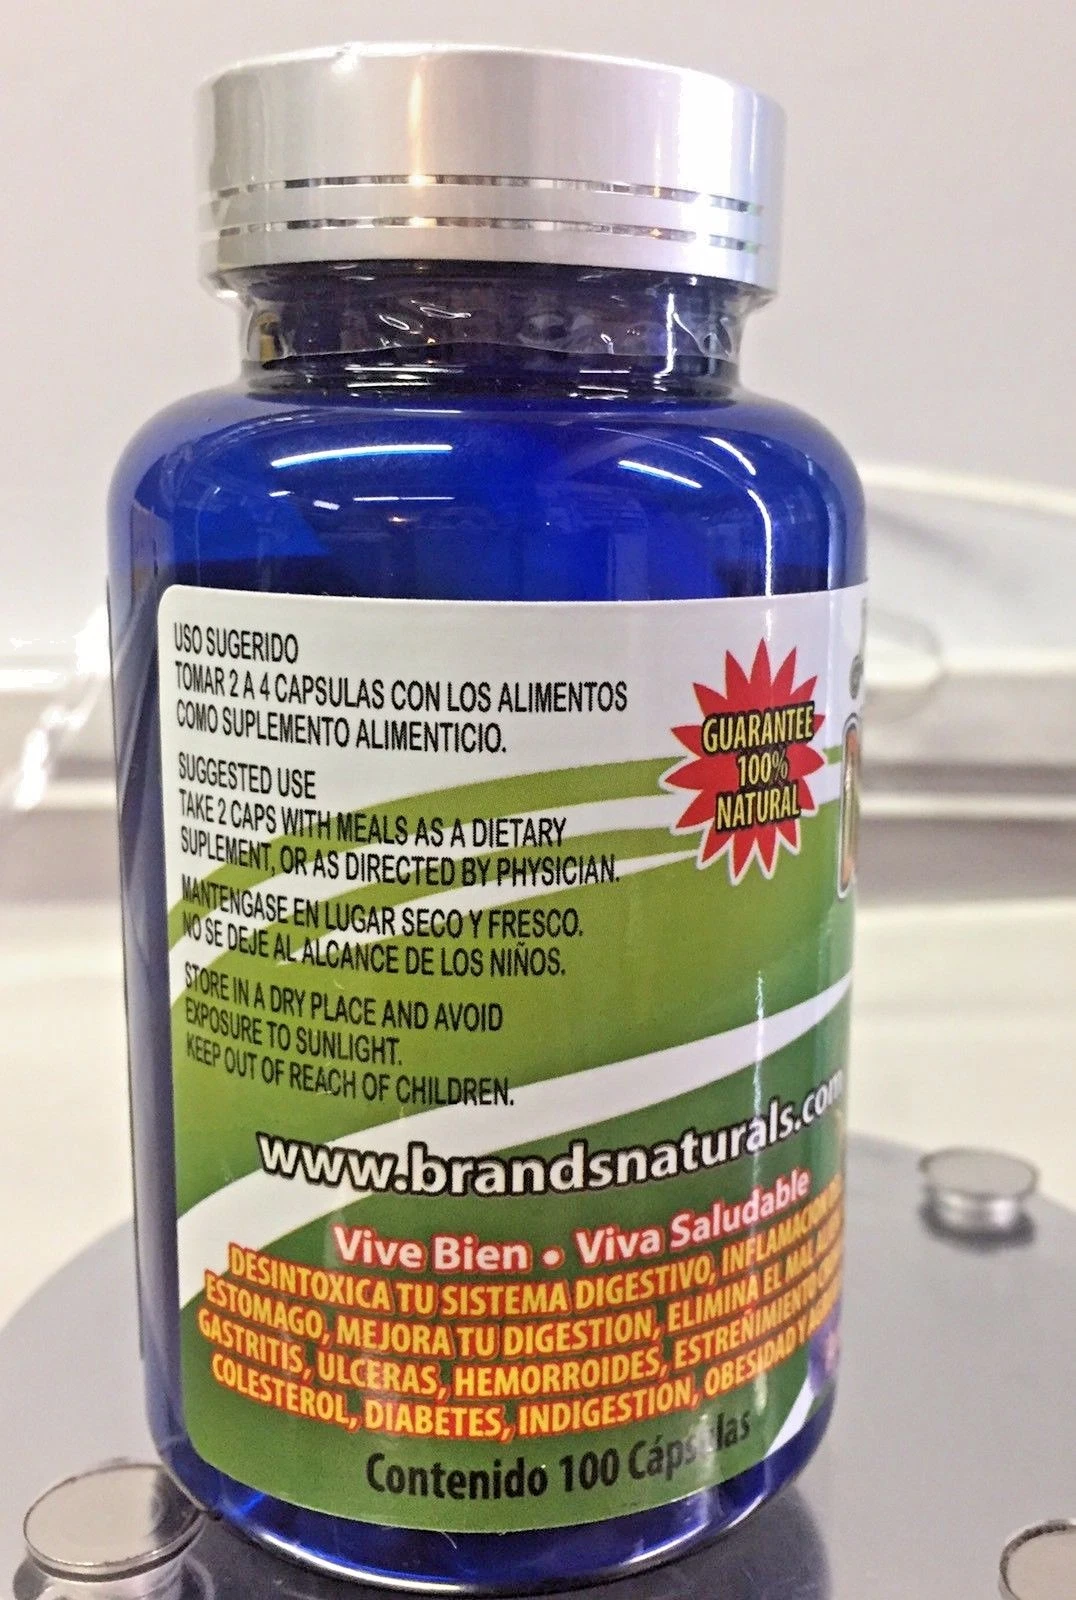 USO SUGERIDO
TOMAR 2 A 4 CAPSULAS CON LOS ALIMENTOS
COMO SUPLEMENTO ALIMENTICIO.
SUGGESTED USE
TAKE 2 CAPS WITH MEALS AS A DIETARY
SUPLEMENT, OR AS DIRECTED BY PHYSICIAN.
MANTENGASE EN LUGAR SECO Y FRESCO.
NO SE DEJE AL ALCANCE DE LOS NIÑOS.
STORE IN A DRY PLACE AND AVOID
EXPOSURE TO SUNLIGHT.
KEEP OUT OF REACH OF CHILDREN.
GUARANTEE
100%
NATURAL
www.brandsnaturals.com
Vive Bien • Viva Saludable
DESINTOXICA TU SISTEMA DIGESTIVO, INFLAMACION
ESTOMAGO, MEJORA TU DIGESTION, ELIMINA EL MAL
GASTRITIS, ULCERAS, HEMORROIDES, ESTREÑIMIENTO
COLESTEROL, DIABETES, INDIGESTION, OBESIDAD Y
Contenido 100 Cápsulas